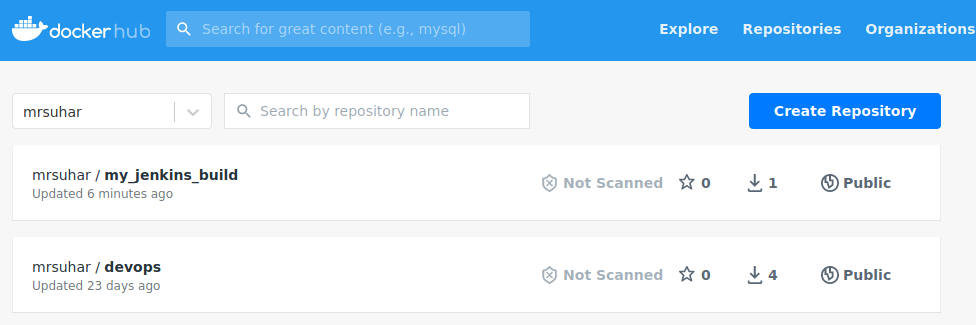 docker hub Search for great content (e.g., mysql) Explore Repositories Organizations
mrsuhar Search by repository name Create Repository
mrsuhar / my_jenkins_build
Updated 6 minutes ago
Not Scanned 0 1 Public
mrsuhar / devops
Updated 23 days ago
Not Scanned 0 4 Public